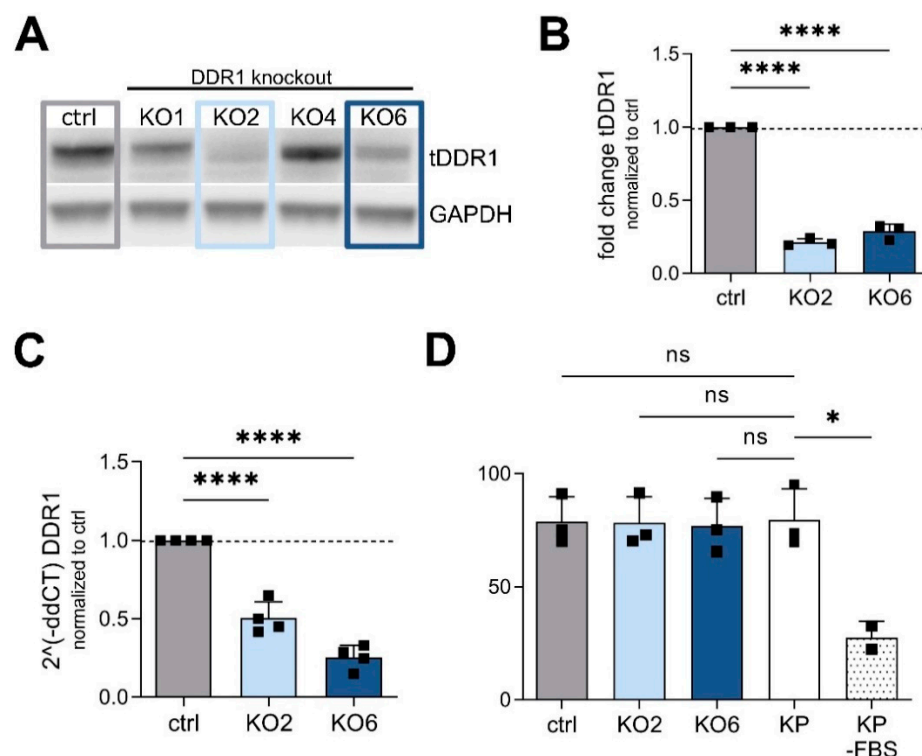 A
DDR1 knockout
ctrl KO1 KO2 KO4 KO6
tDDR1
GAPDH
B
fold change tDDR1
normalized to ctrl
1.5
1.0
0.5
0.0
****
****
ctrl KO2 KO6
C
2^(-ddCT) DDR1
normalized to ctrl
1.5
1.0
0.5
0.0
****
****
ctrl KO2 KO6
D
ns
ns
*
ns
100
50
0
ctrl KO2 KO6 KP KP
-FBS